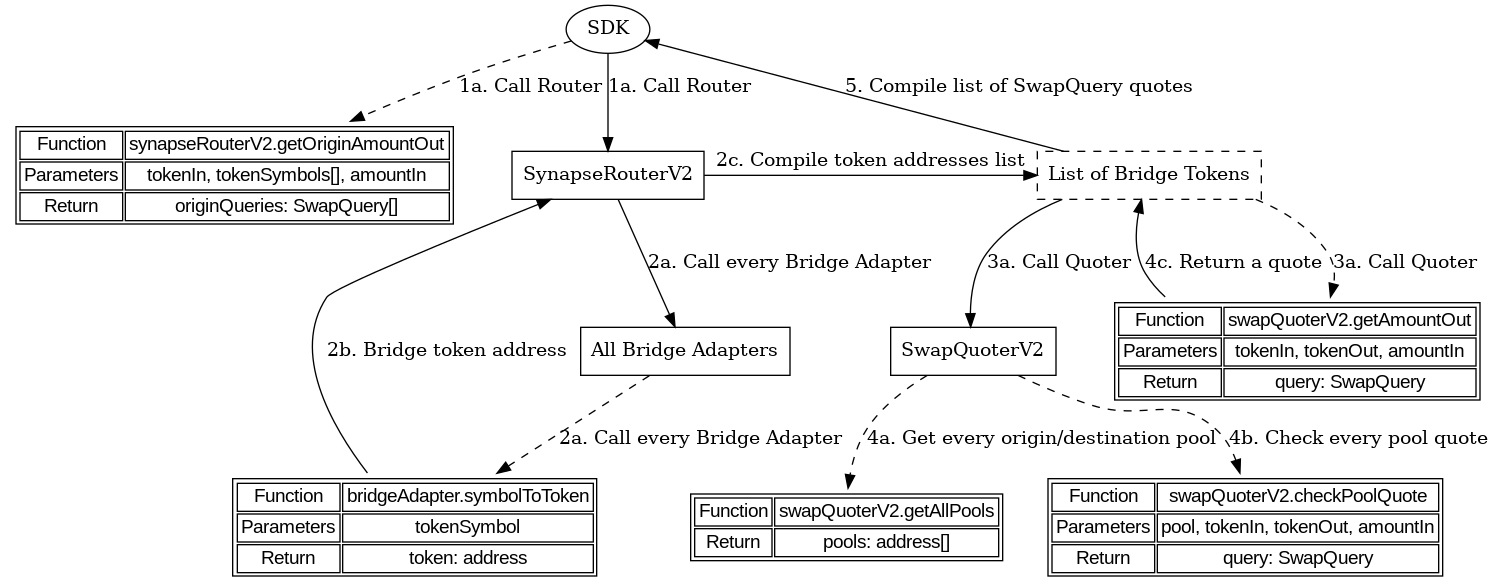 SDK
1a. Call Router
1a. Call Router
5. Compile list of SwapQuery quotes
Function synapseRouterV2.getOriginAmountOut
Parameters tokenIn, tokenSymbols[], amountIn
Return originQueries: SwapQuery[]
SynapseRouterV2
2c. Compile token addresses list
List of Bridge Tokens
2a. Call every Bridge Adapter
3a. Call Quoter
4c. Return a quote
3a. Call Quoter
2b. Bridge token address
All Bridge Adapters
SwapQuoterV2
Function swapQuoterV2.getAmountOut
Parameters tokenIn, tokenOut, amountIn
Return query: SwapQuery
2a. Call every Bridge Adapter
4a. Get every origin/destination pool
4b. Check every pool quote
Function bridgeAdapter.symbolToToken
Parameters tokenSymbol
Return token: address
Function swapQuoterV2.getAllPools
Return pools: address[]
Function swapQuoterV2.checkPoolQuote
Parameters pool, tokenIn, tokenOut, amountIn
Return query: SwapQuery